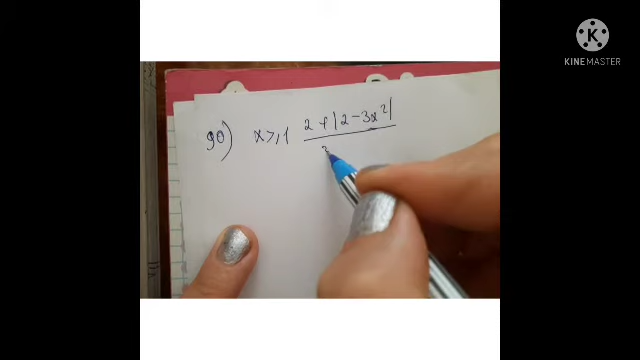 KINEMASTER
90) x ≥ 1 2 + |2 - 3x²|